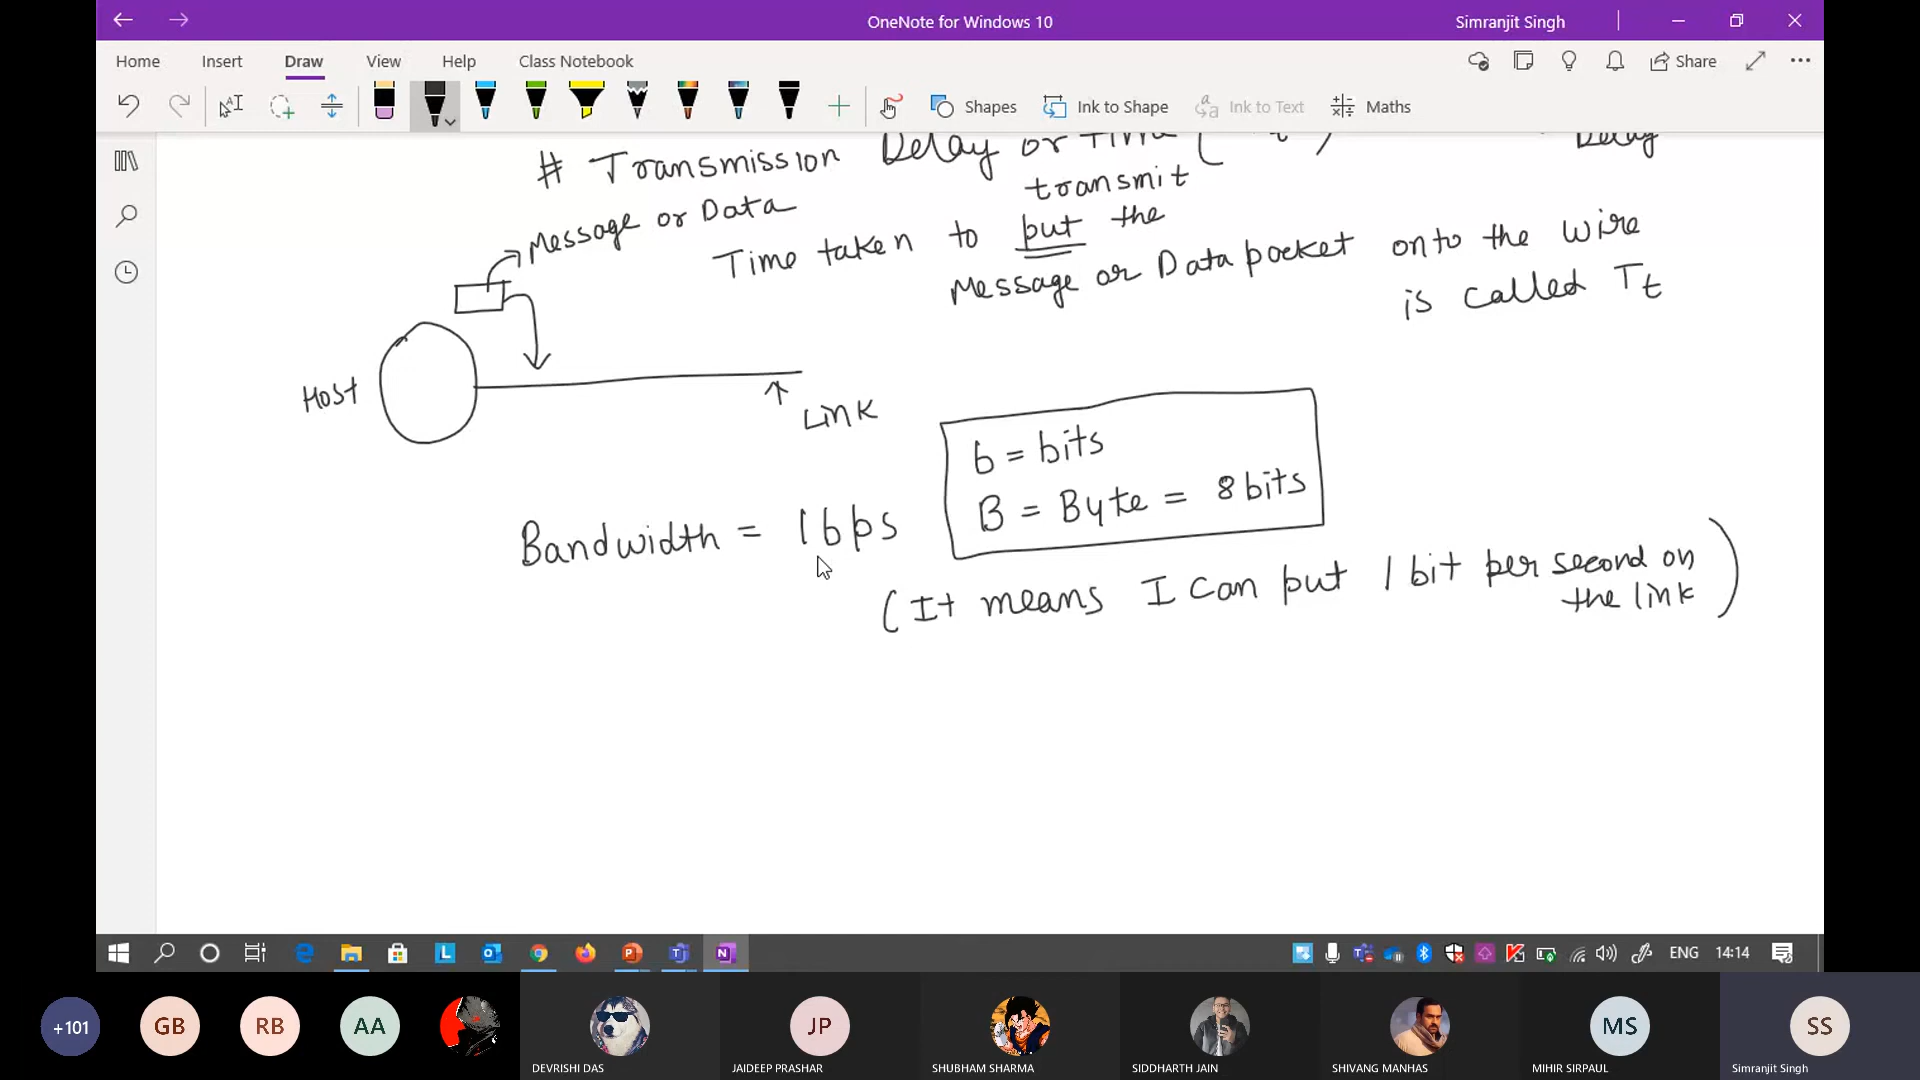 OneNote for Windows 10
Simranjit Singh
Home Insert Draw View Help Class Notebook
Share
Shapes Ink to Shape Ink to Text Maths
# Transmission Delay or Time (
Delay
Message or Data
transmit
Time taken to put the
Message or Data packet onto the wire
is called Tt
Host
Link
b = bits
B = Byte = 8 bits
Bandwidth = 1 bps
(It means I can put 1 bit per second on
the link)
ENG 14:14
+101 GB RB AA JP MS SS
DEVRISHI DAS JAIDEEP PRASHAR SHUBHAM SHARMA SIDDHARTH JAIN SHIVANG MANHAS MIHIR SIRPAUL Simranjit Singh